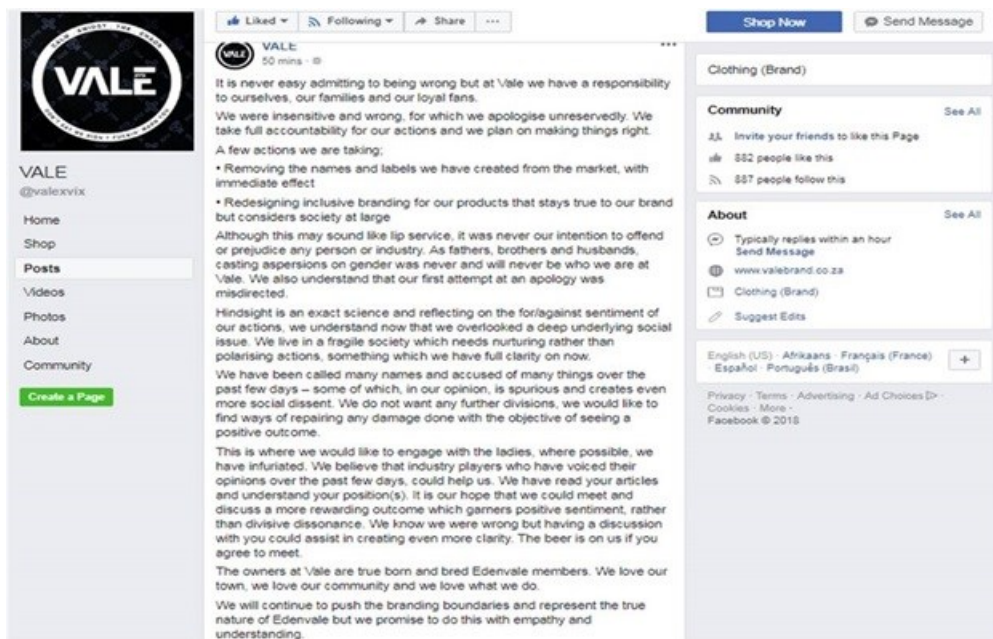 CALM AMIDST THE CHAOS
VALE
VALE
@valexvix
Home
Shop
Posts
Videos
Photos
About
Community
Create a Page
Liked
Following
Share
Shop Now
Send Message
VALE
VALE
50 mins
It is never easy admitting to being wrong but at Vale we have a responsibility
to ourselves, our families and our loyal fans.
We were insensitive and wrong, for which we apologise unreservedly. We
take full accountability for our actions and we plan on making things right.
A few actions we are taking;
• Removing the names and labels we have created from the market, with
immediate effect
• Redesigning inclusive branding for our products that stays true to our brand
but considers society at large
Although this may sound like lip service, it was never our intention to offend
or prejudice any person or industry. As fathers, brothers and husbands,
casting aspersions on gender was never and will never be who we are at
Vale. We also understand that our first attempt at an apology was
misdirected.
Hindsight is an exact science and reflecting on the for/against sentiment of
our actions, we understand now that we overlooked a deep underlying social
issue. We live in a fragile society which needs nurturing rather than
polarising actions, something which we have full clarity on now.
We have been called many names and accused of many things over the
past few days – some of which, in our opinion, is spurious and creates even
more social dissent. We do not want any further divisions, we would like to
find ways of repairing any damage done with the objective of seeing a
positive outcome.
This is where we would like to engage with the ladies, where possible, we
have infuriated. We believe that industry players who have voiced their
opinions over the past few days, could help us. We have read your articles
and understand your position(s). It is our hope that we could meet and
discuss a more rewarding outcome which garners positive sentiment, rather
than divisive dissonance. We know we were wrong but having a discussion
with you could assist in creating even more clarity. The beer is on us if you
agree to meet.
The owners at Vale are true born and bred Edenvale members. We love our
town, we love our community and we love what we do.
We will continue to push the branding boundaries and represent the true
nature of Edenvale but we promise to do this with empathy and
understanding.
Clothing (Brand)
Community
See All
Invite your friends to like this Page
882 people like this
887 people follow this
About
See All
Typically replies within an hour
Send Message
www.valebrand.co.za
Clothing (Brand)
Suggest Edits
English (US) · Afrikaans · Français (France)
· Español · Português (Brasil)
Privacy · Terms · Advertising · Ad Choices ·
Cookies · More ·
Facebook © 2018